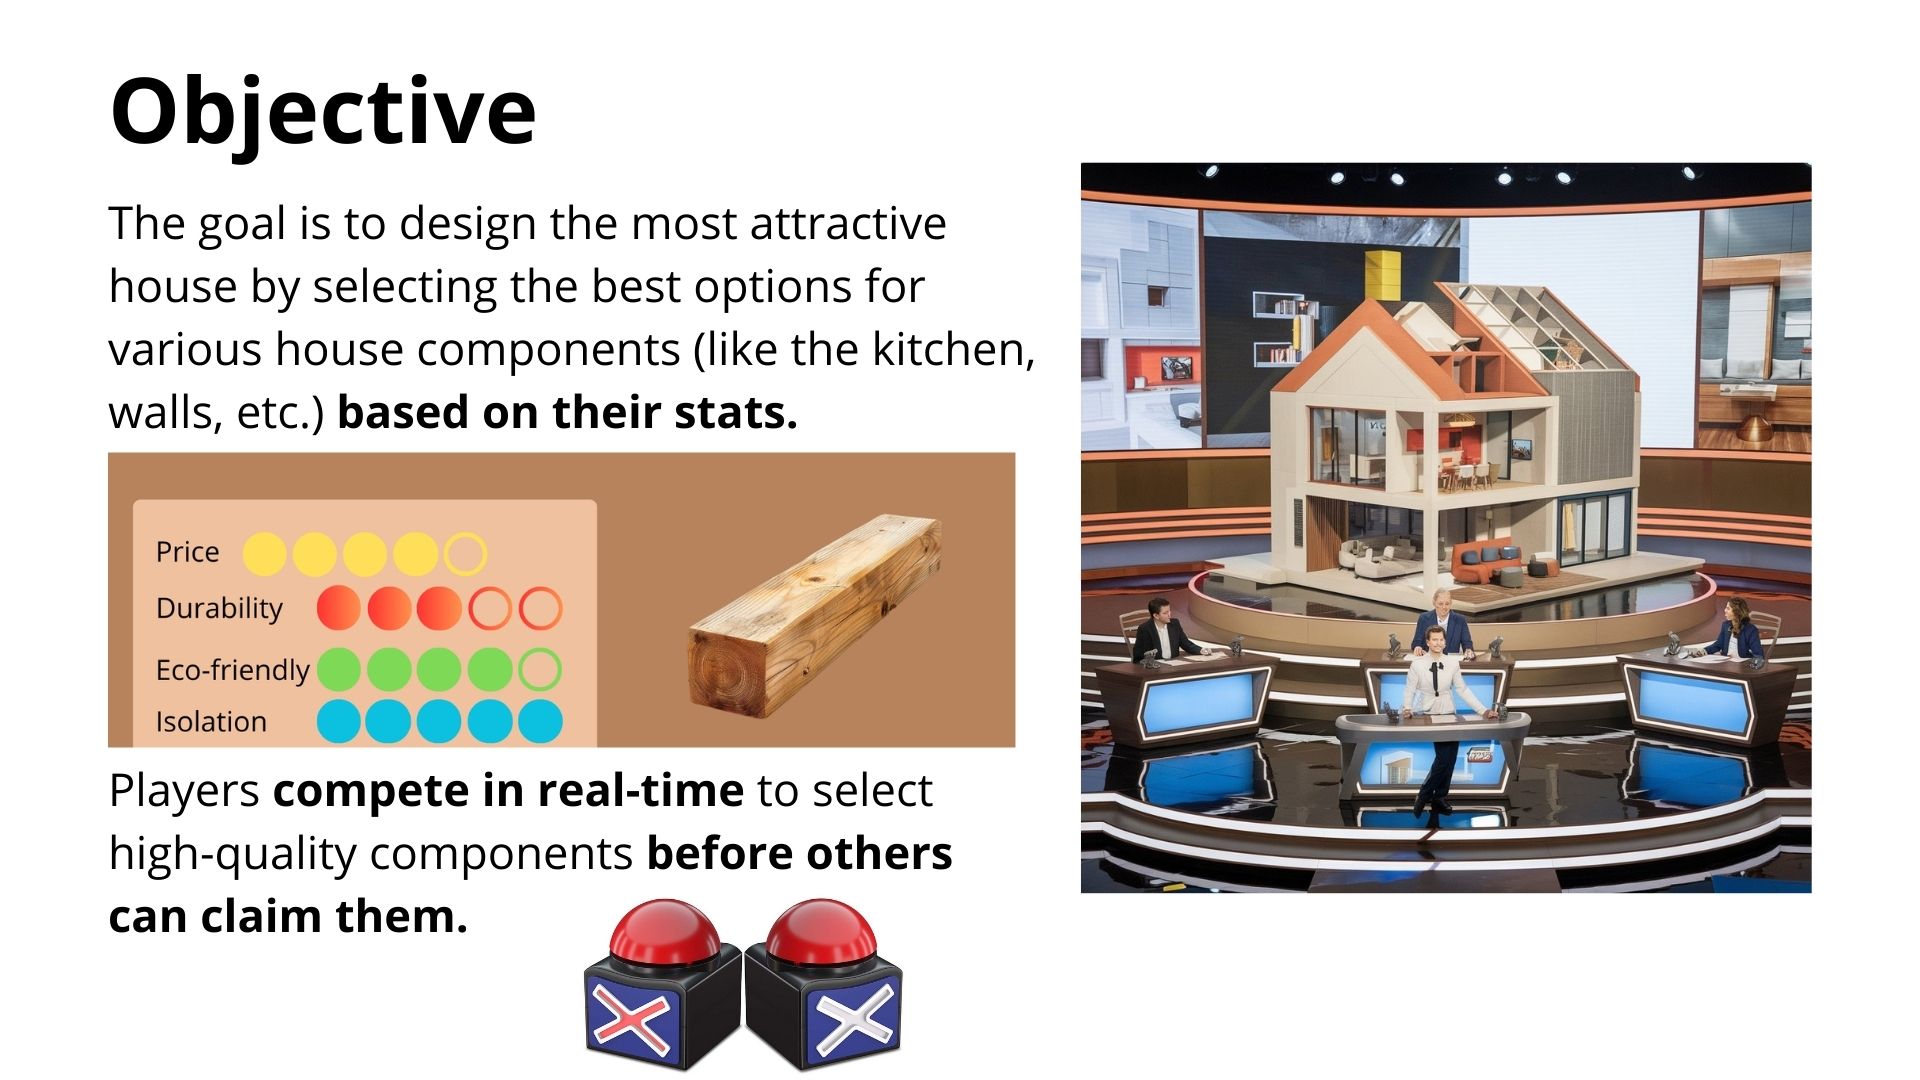 Objective
The goal is to design the most attractive
house by selecting the best options for
various house components (like the kitchen,
walls, etc.) based on their stats.
Price
Durability
Eco-friendly
Isolation
Players compete in real-time to select
high-quality components before others
can claim them.